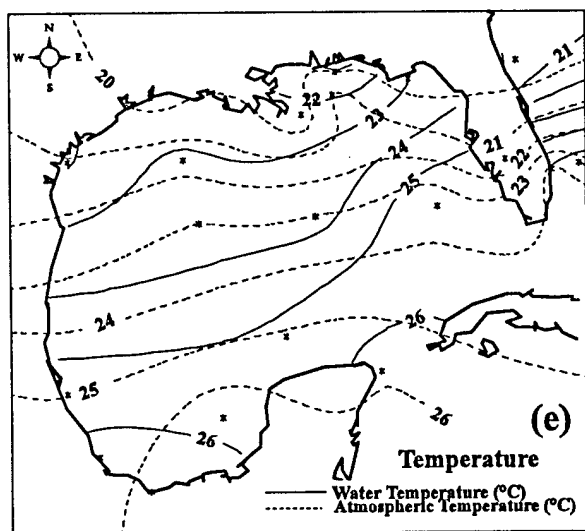 N
W E
S
20
21
22
23
24
21
22
23
25
24
26
25
26
26
(e)
Temperature
Water Temperature (°C)
Atmospheric Temperature (°C)